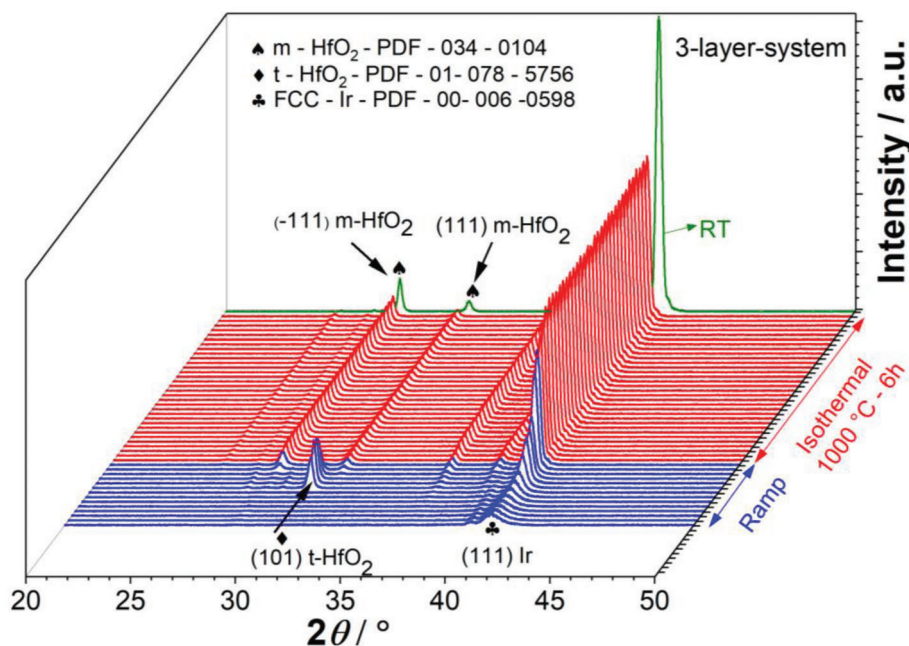 ♠ m - HfO₂ - PDF - 034 - 0104
♦ t - HfO₂ - PDF - 01- 078 - 5756
♣ FCC - Ir - PDF - 00- 006 -0598
3-layer-system
Intensity / a.u.
(-111) m-HfO₂
(111) m-HfO₂
♠
♠
RT
Isothermal
1000 °C - 6h
Ramp
♦
(101) t-HfO₂
♣
(111) Ir
20 25 30 35 40 45 50
2θ / °